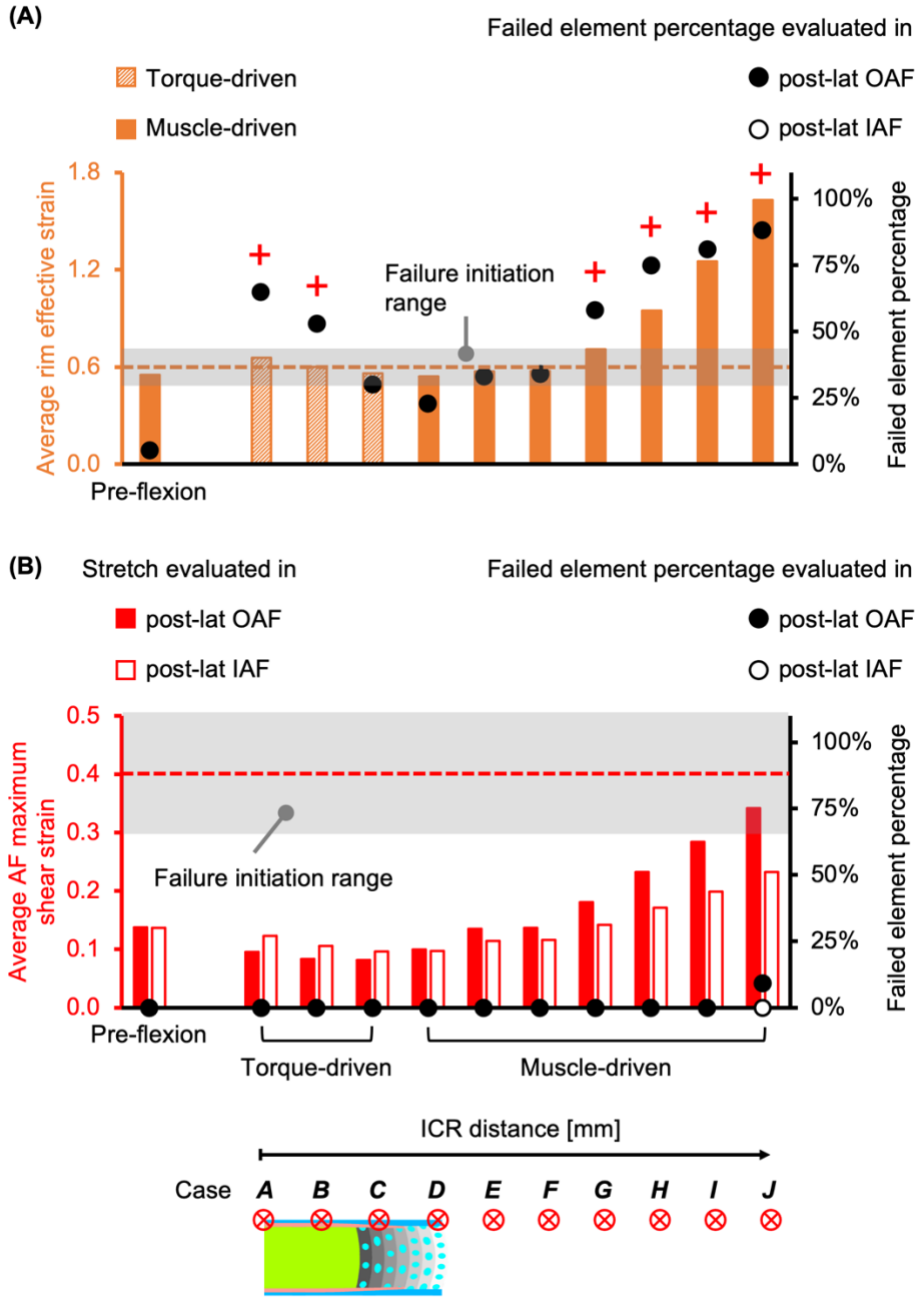 (A)
Failed element percentage evaluated in
Torque-driven
post-lat OAF
Muscle-driven
post-lat IAF
Average rim effective strain
1.8
1.2
0.6
0.0
Failure initiation
range
100%
75%
50%
25%
0%
Failed element percentage
Pre-flexion
(B)
Stretch evaluated in
Failed element percentage evaluated in
post-lat OAF
post-lat OAF
post-lat IAF
post-lat IAF
Average AF maximum
shear strain
0.5
0.4
0.3
0.2
0.1
0.0
Failure initiation range
100%
75%
50%
25%
0%
Failed element percentage
Pre-flexion
Torque-driven
Muscle-driven
ICR distance [mm]
Case A B C D E F G H I J